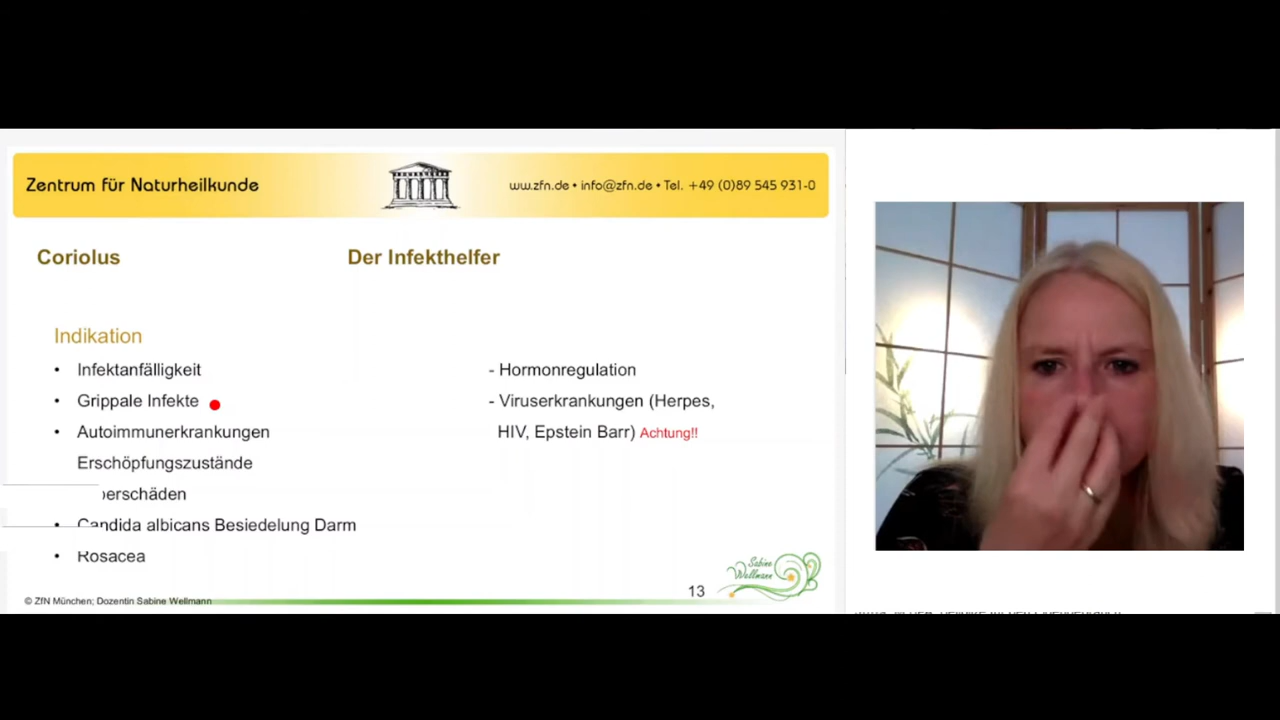 Zentrum für Naturheilkunde
ww.zfn.de • info@zfn.de • Tel. +49 (0)89 545 931-0
Coriolus
Der Infekthelfer
Indikation
• Infektanfälligkeit
• Grippale Infekte
• Autoimmunerkrankungen
Erschöpfungszustände
berschäden
• Candida albicans Besiedelung Darm
• Rosacea
- Hormonregulation
- Viruserkrankungen (Herpes,
HIV, Epstein Barr) Achtung!!
Sabine
Wellmann
13
© ZfN München; Dozentin Sabine Wellmann